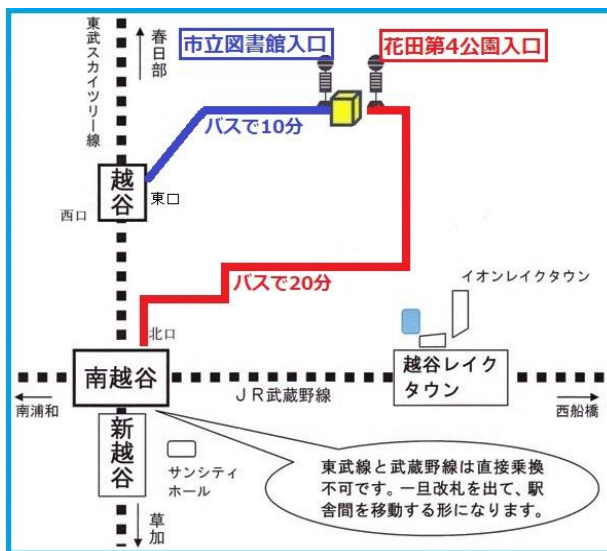 東武スカイツリー線
春日部
市立図書館入口
花田第4公園入口
バスで10分
越谷
東口
西口
バスで20分
イオンレイクタウン
北口
南越谷
越谷レイク
タウン
JR武蔵野線
南浦和
西船橋
新越谷
サンシティ
ホール
東武線と武蔵野線は直接乗換
不可です。一旦改札を出て、駅
舎間を移動する形になります。
草加